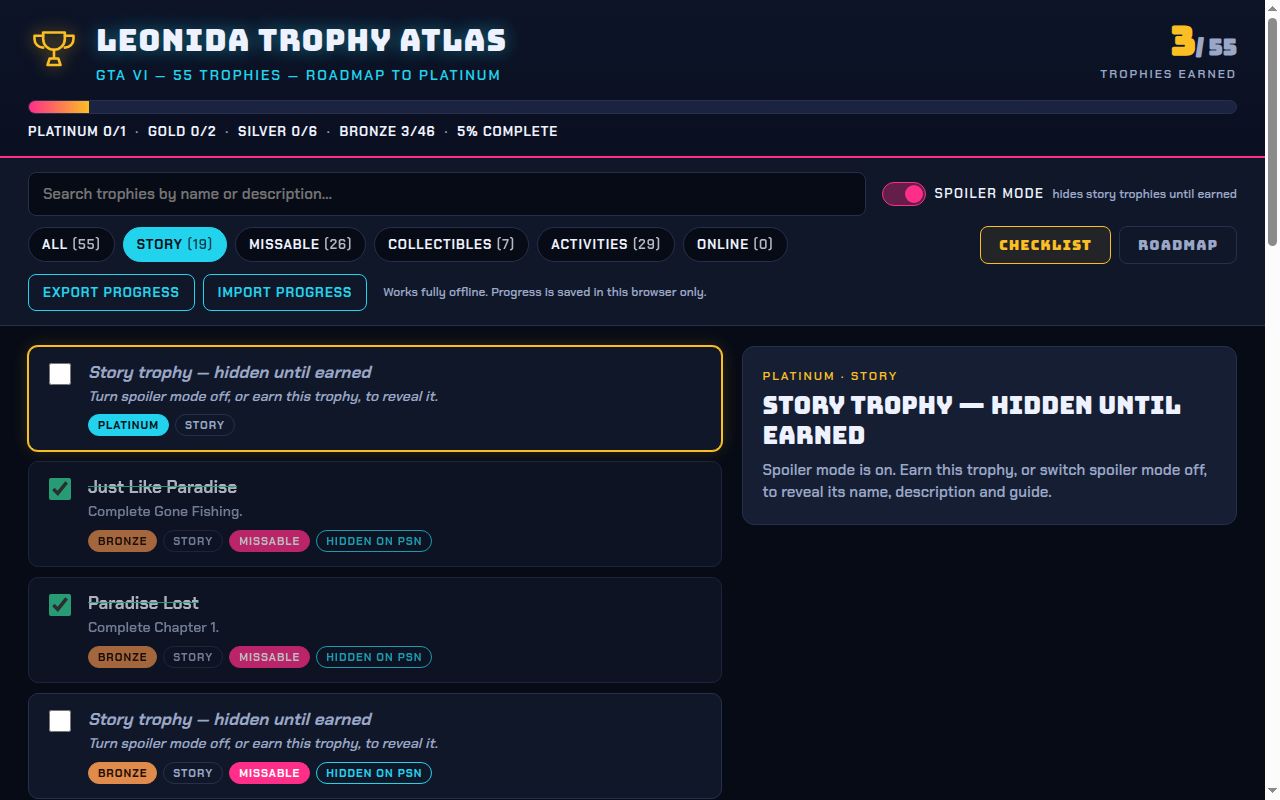 LEONIDA TROPHY ATLAS
GTA VI — 55 TROPHIES — ROADMAP TO PLATINUM
3/ 55
TROPHIES EARNED
PLATINUM 0/1 · GOLD 0/2 · SILVER 0/6 · BRONZE 3/46 · 5% COMPLETE
Search trophies by name or description...
SPOILER MODE hides story trophies until earned
ALL (55) STORY (19) MISSABLE (26) COLLECTIBLES (7) ACTIVITIES (29) ONLINE (0)
CHECKLIST ROADMAP
EXPORT PROGRESS IMPORT PROGRESS Works fully offline. Progress is saved in this browser only.
Story trophy — hidden until earned
Turn spoiler mode off, or earn this trophy, to reveal it.
PLATINUM STORY
Just Like Paradise
Complete Gone Fishing.
BRONZE STORY MISSABLE HIDDEN ON PSN
Paradise Lost
Complete Chapter 1.
BRONZE STORY MISSABLE HIDDEN ON PSN
Story trophy — hidden until earned
Turn spoiler mode off, or earn this trophy, to reveal it.
BRONZE STORY MISSABLE HIDDEN ON PSN
PLATINUM · STORY
STORY TROPHY — HIDDEN UNTIL
EARNED
Spoiler mode is on. Earn this trophy, or switch spoiler mode off,
to reveal its name, description and guide.